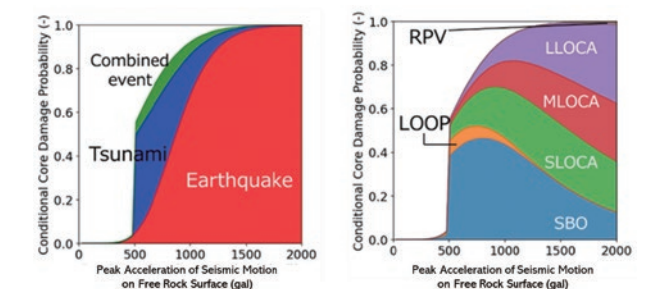 Conditional Core Damage Probability (-)
1.0
0.8
0.6
0.4
0.2
0.0
0
500
1000
1500
2000
Combined
event
Tsunami
Earthquake
Peak Acceleration of Seismic Motion
on Free Rock Surface (gal)
Conditional Core Damage Probability (-)
1.0
0.8
0.6
0.4
0.2
0.0
0
500
1000
1500
2000
RPV
LLOCA
MLOCA
LOOP
SLOCA
SBO
Peak Acceleration of Seismic Motion
on Free Rock Surface (gal)